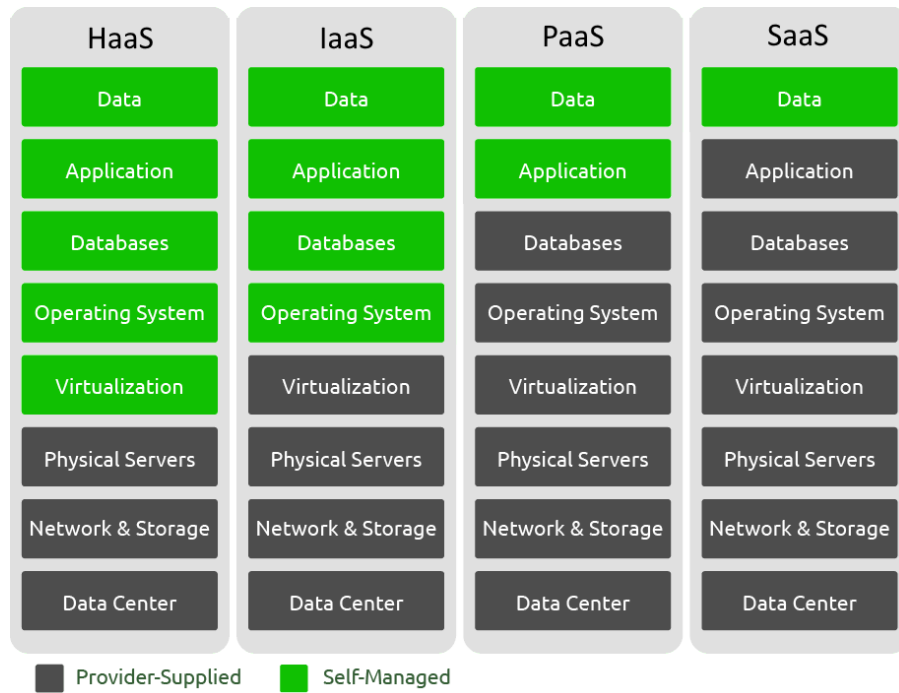 HaaS
IaaS
PaaS
SaaS
Data
Data
Data
Data
Application
Application
Application
Application
Databases
Databases
Databases
Databases
Operating System
Operating System
Operating System
Operating System
Virtualization
Virtualization
Virtualization
Virtualization
Physical Servers
Physical Servers
Physical Servers
Physical Servers
Network & Storage
Network & Storage
Network & Storage
Network & Storage
Data Center
Data Center
Data Center
Data Center
Provider-Supplied
Self-Managed